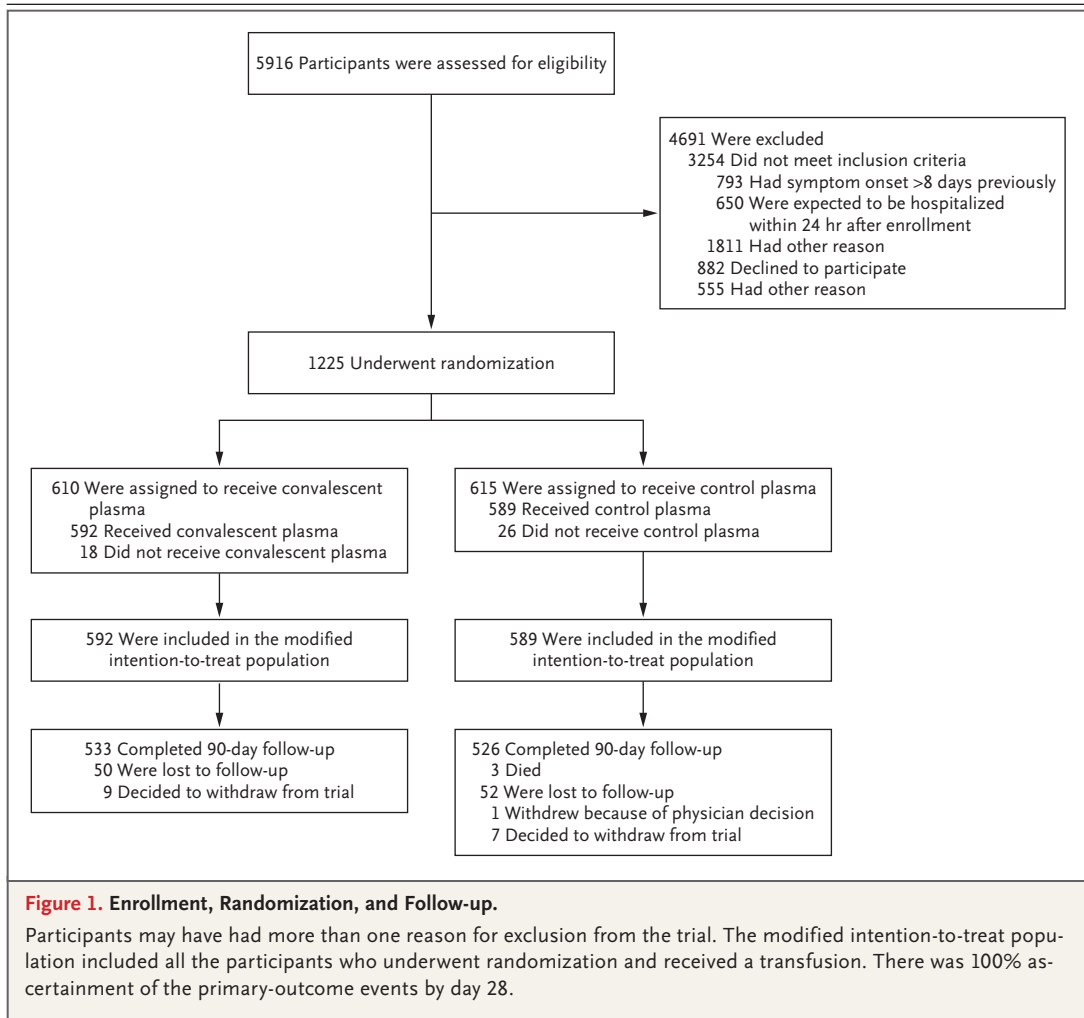 5916 Participants were assessed for eligibility
4691 Were excluded
3254 Did not meet inclusion criteria
793 Had symptom onset >8 days previously
650 Were expected to be hospitalized
within 24 hr after enrollment
1811 Had other reason
882 Declined to participate
555 Had other reason
1225 Underwent randomization
610 Were assigned to receive convalescent
plasma
592 Received convalescent plasma
18 Did not receive convalescent plasma
615 Were assigned to receive control plasma
589 Received control plasma
26 Did not receive control plasma
592 Were included in the modified
intention-to-treat population
589 Were included in the modified
intention-to-treat population
533 Completed 90-day follow-up
50 Were lost to follow-up
9 Decided to withdraw from trial
526 Completed 90-day follow-up
3 Died
52 Were lost to follow-up
1 Withdrew because of physician decision
7 Decided to withdraw from trial
Figure 1. Enrollment, Randomization, and Follow-up.
Participants may have had more than one reason for exclusion from the trial. The modified intention-to-treat popu-
lation included all the participants who underwent randomization and received a transfusion. There was 100% as-
certainment of the primary-outcome events by day 28.